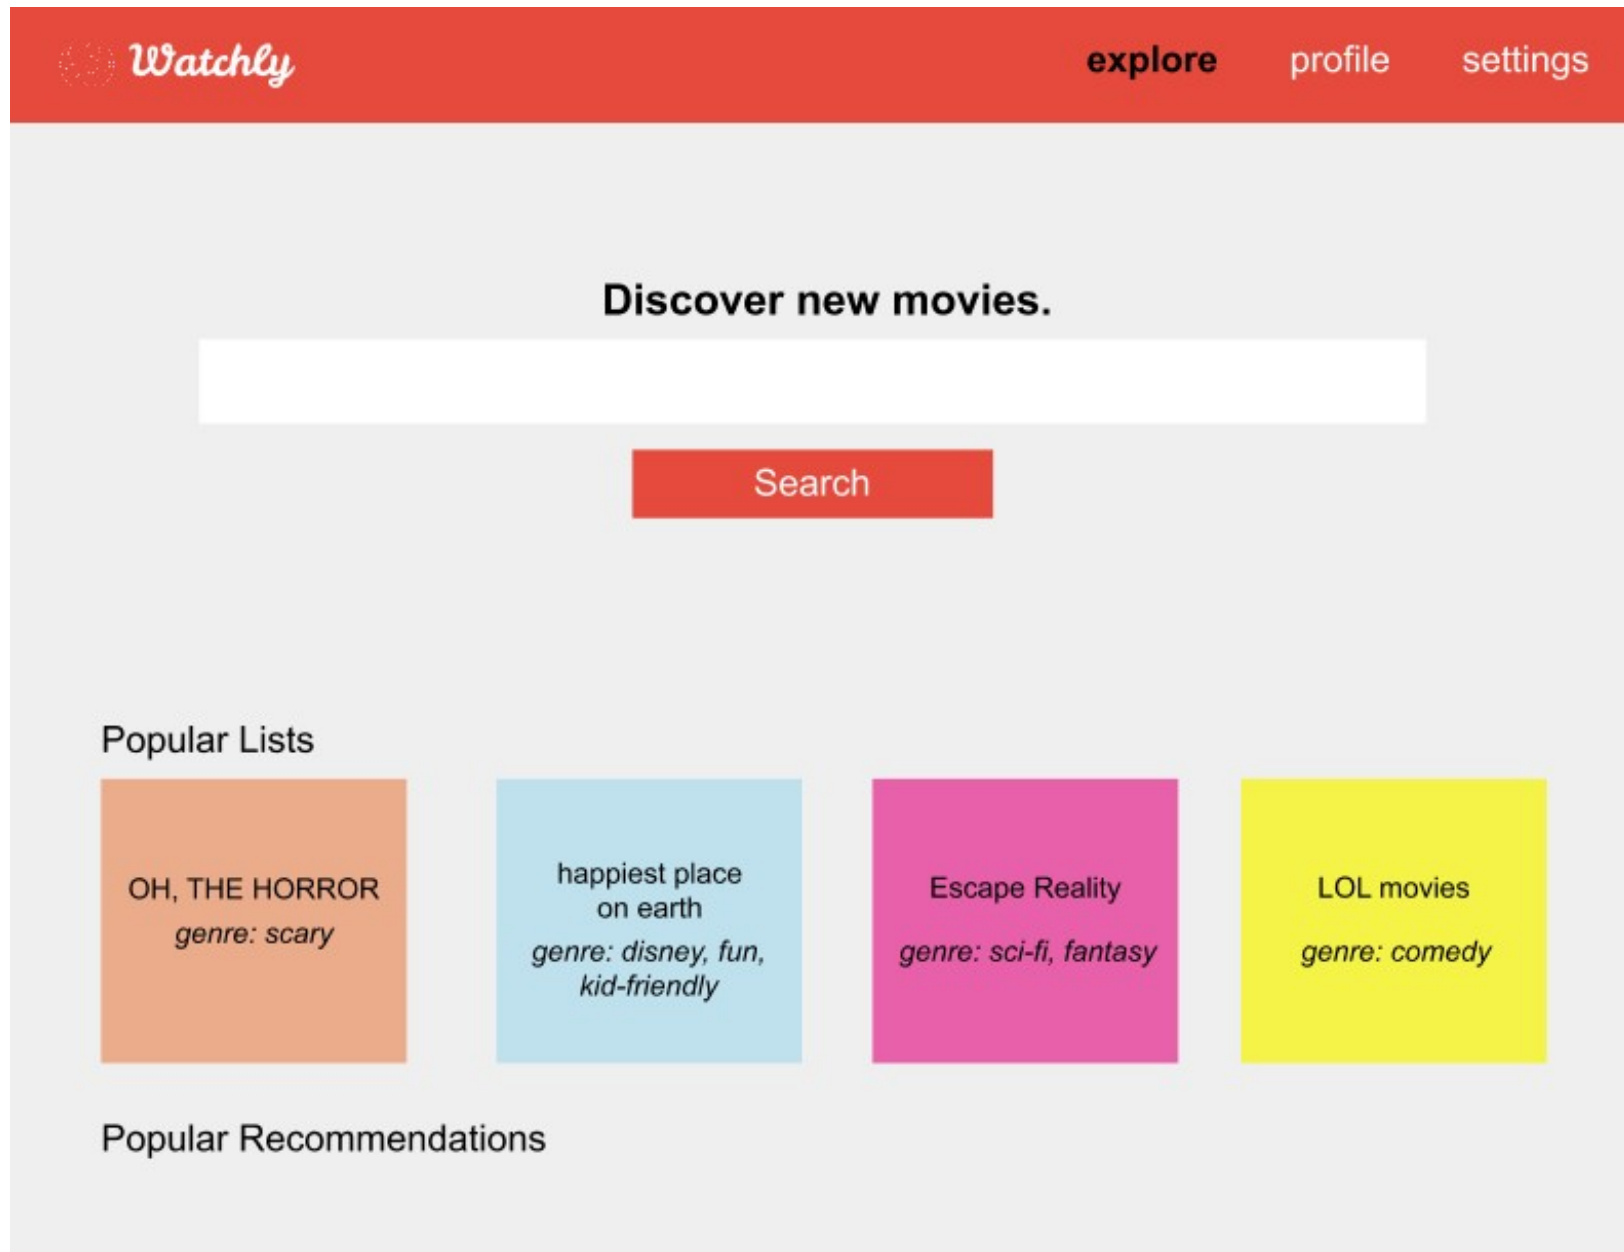 Watchly
explore profile settings
Discover new movies.
Search
Popular Lists
OH, THE HORROR
genre: scary
happiest place
on earth
genre: disney, fun,
kid-friendly
Escape Reality
genre: sci-fi, fantasy
LOL movies
genre: comedy
Popular Recommendations